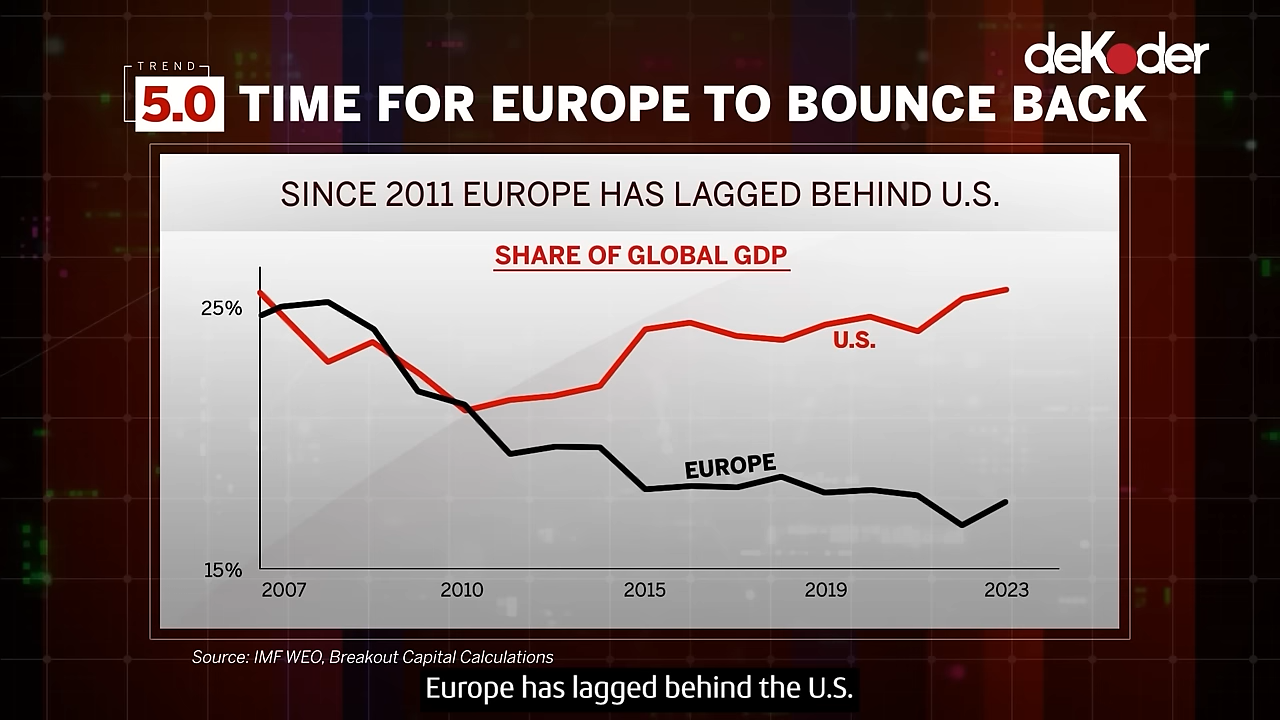 deKoder
TREND
5.0 TIME FOR EUROPE TO BOUNCE BACK
SINCE 2011 EUROPE HAS LAGGED BEHIND U.S.
SHARE OF GLOBAL GDP
25%
U.S.
EUROPE
15%
2007 2010 2015 2019 2023
Source: IMF WEO, Breakout Capital Calculations
Europe has lagged behind the U.S.